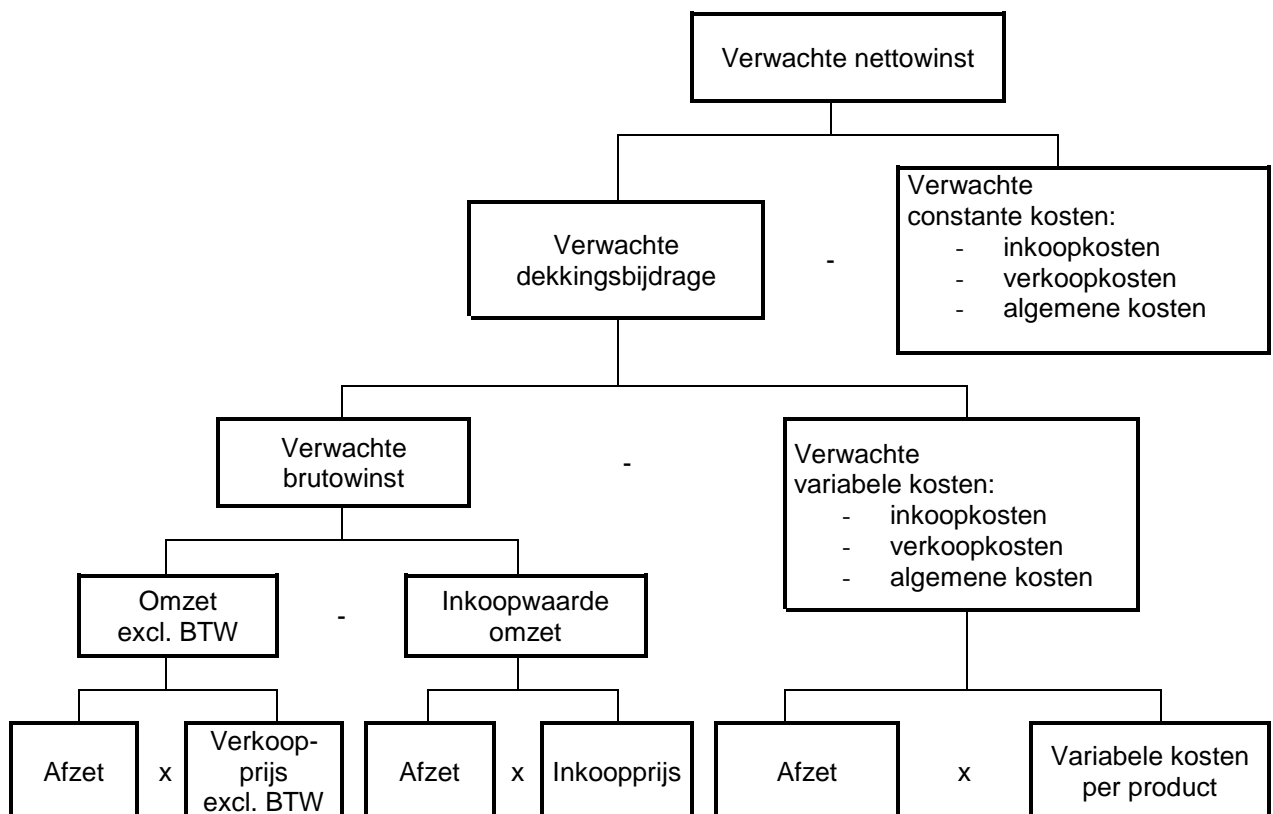 Verwachte nettowinst
Verwachte
constante kosten:
- inkoopkosten
- verkoopkosten
- algemene kosten
Verwachte
dekkingsbijdrage
-
Verwachte
brutowinst
-
Verwachte
variabele kosten:
- inkoopkosten
- verkoopkosten
- algemene kosten
Omzet
excl. BTW
-
Inkoopwaarde
omzet
Afzet
x
Verkoop-
prijs
excl. BTW
Afzet
x
Inkoopprijs
Afzet
x
Variabele kosten
per product